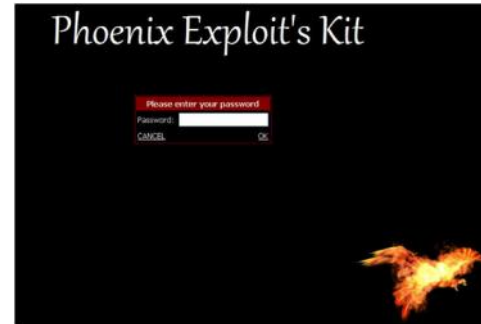 Phoenix Exploit's Kit
Please enter your password
Password:
CANCEL
OK